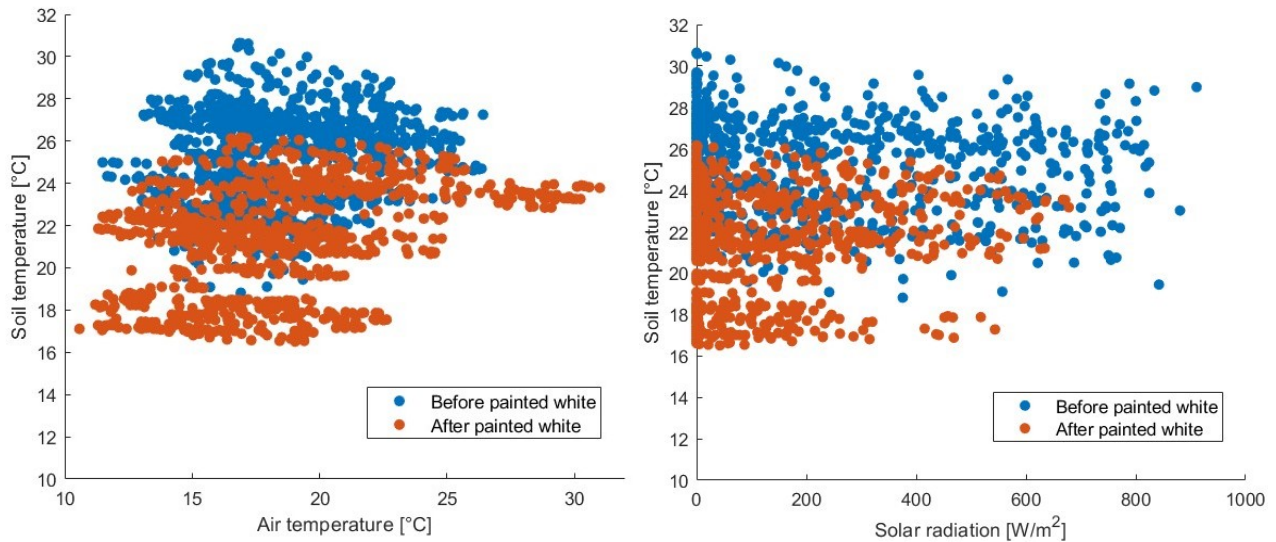 32
30
28
26
24
22
20
18
16
14
12
10
Soil temperature [°C]
10 15 20 25 30
Air temperature [°C]
Before painted white
After painted white
32
30
28
26
24
22
20
18
16
14
12
10
Soil temperature [°C]
0 200 400 600 800 1000
Solar radiation [W/m²]
Before painted white
After painted white